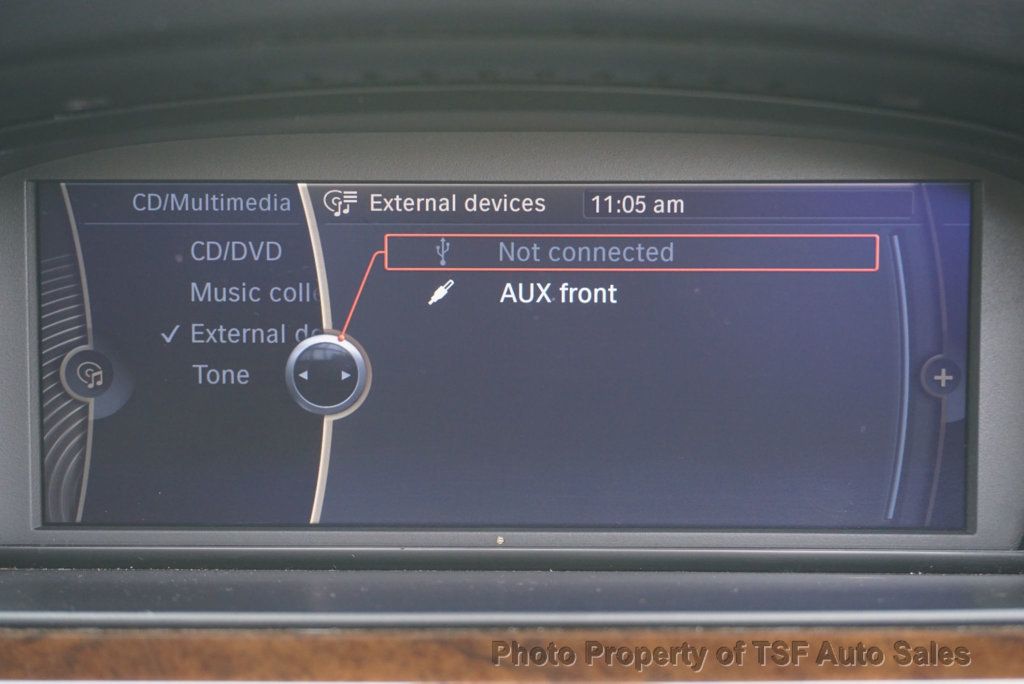 CD/Multimedia
CD/DVD
Music coll
External de
Tone
External devices 11:05 am
Not connected
AUX front
Photo Property of TSF Auto Sales